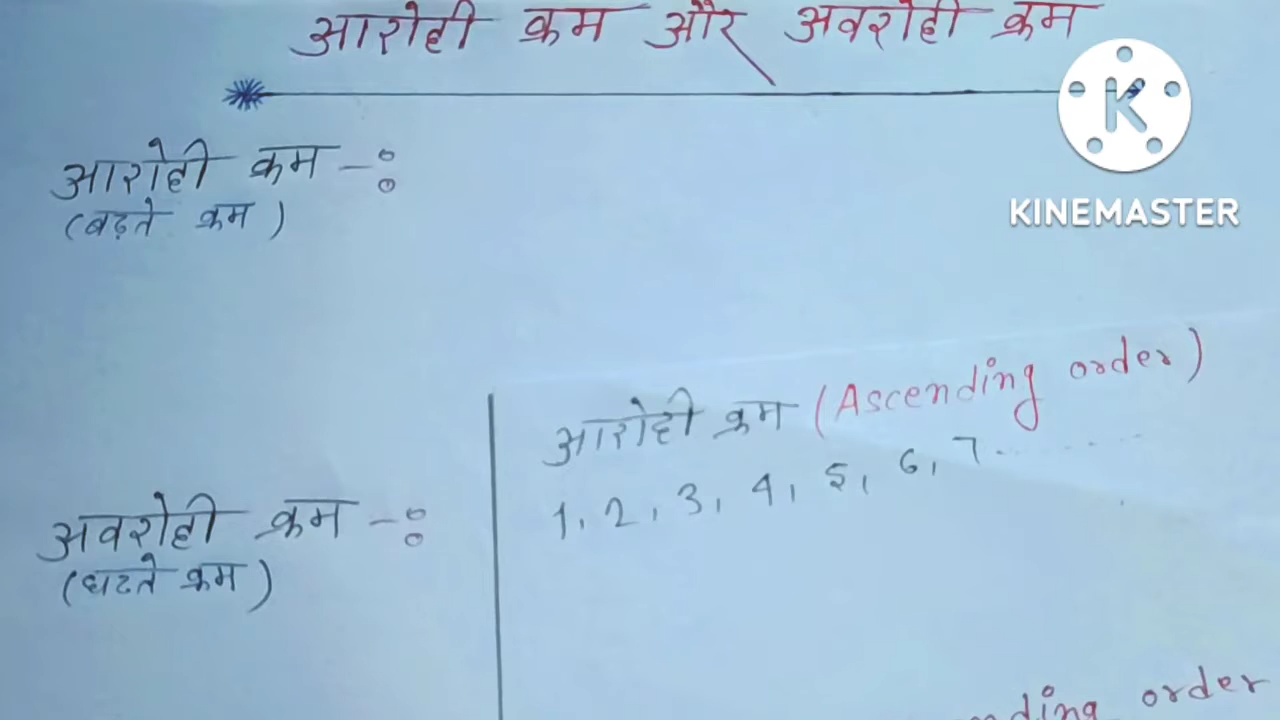 आरोही क्रम और अवरोही क्रम
K
KINEMASTER
आरोही क्रम -:
(बढ़ते क्रम)
आरोही क्रम (Ascending order)
1, 2, 3, 4, 5, 6, 7........
अवरोही क्रम -:
(घटते क्रम)
order